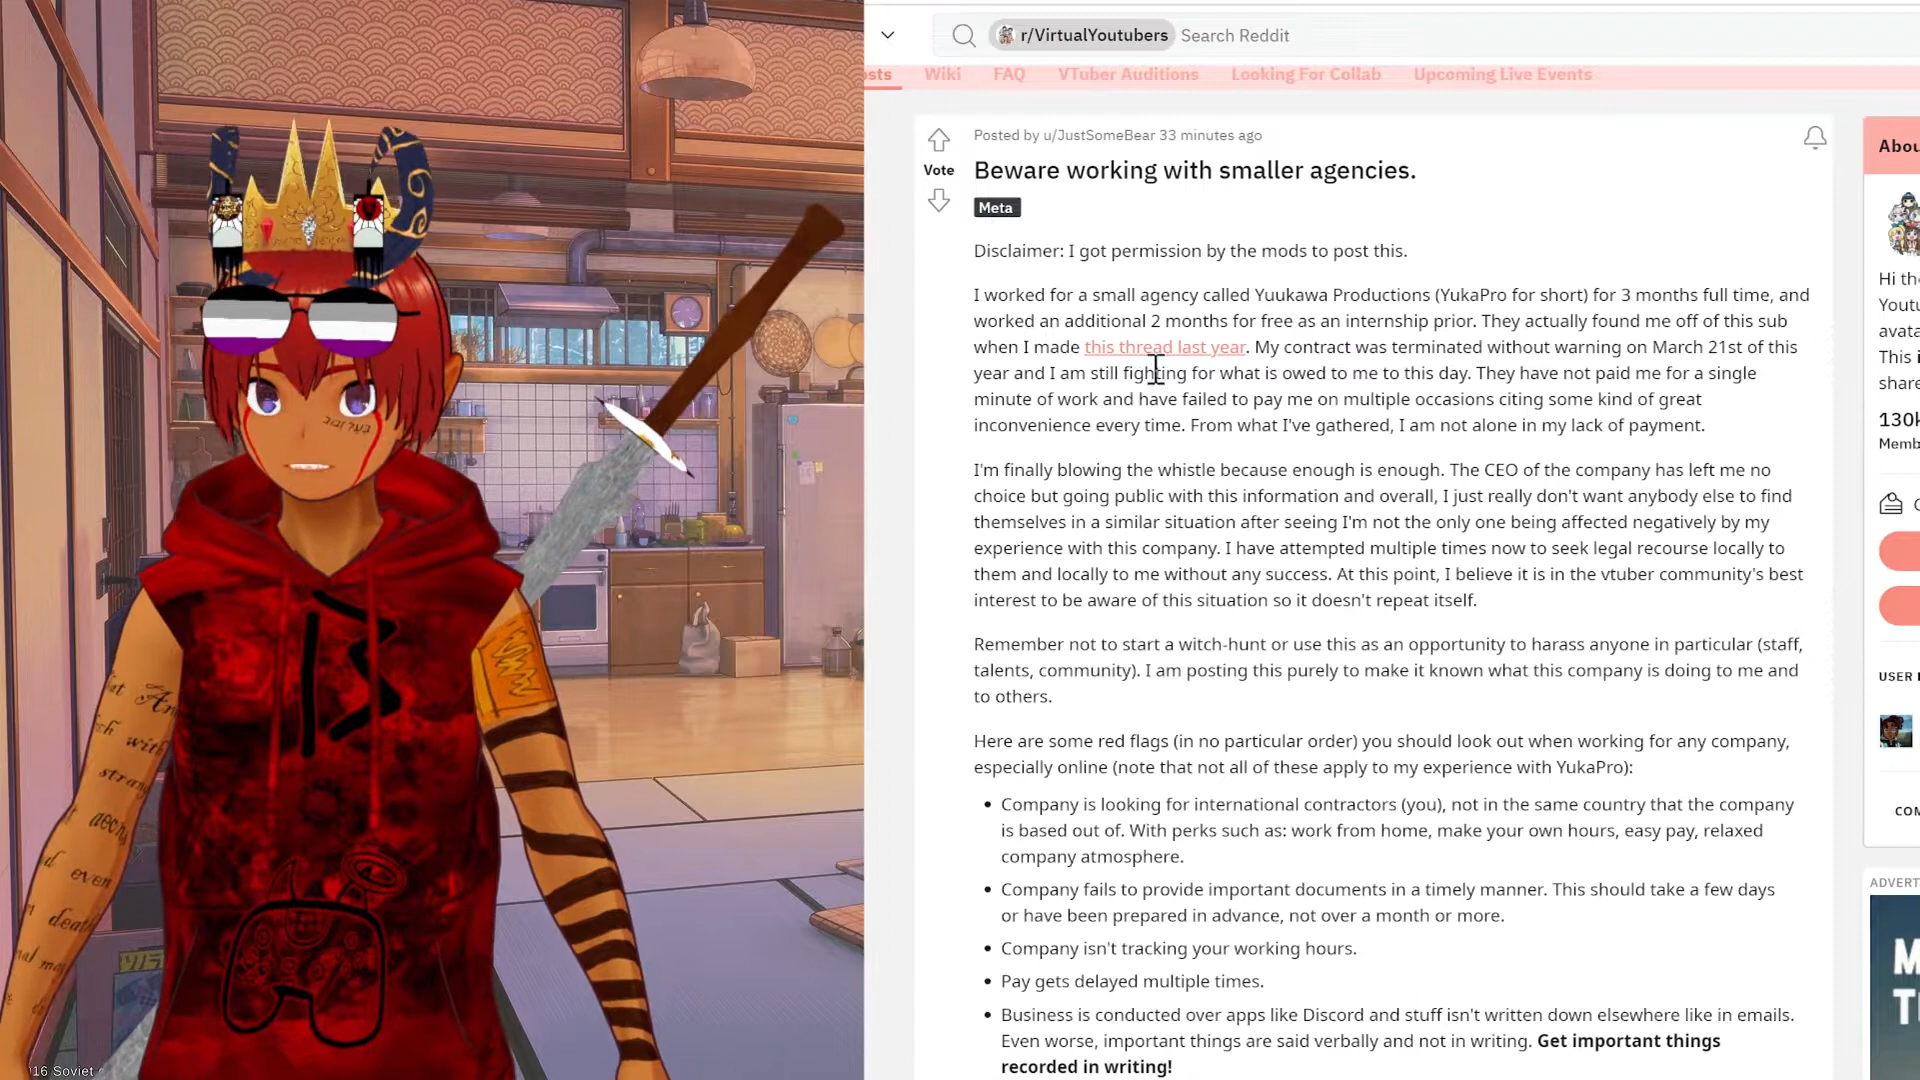 r/VirtualYoutubers Search Reddit
Wiki FAQ VTuber Auditions Looking For Collab Upcoming Live Events
Posted by u/JustSomeBear 33 minutes ago
Vote
Beware working with smaller agencies.
Meta
Disclaimer: I got permission by the mods to post this.
I worked for a small agency called Yuukawa Productions (YukaPro for short) for 3 months full time, and
worked an additional 2 months for free as an internship prior. They actually found me off of this sub
when I made this thread last year. My contract was terminated without warning on March 21st of this
year and I am still fighting for what is owed to me to this day. They have not paid me for a single
minute of work and have failed to pay me on multiple occasions citing some kind of great
inconvenience every time. From what I've gathered, I am not alone in my lack of payment.
I'm finally blowing the whistle because enough is enough. The CEO of the company has left me no
choice but going public with this information and overall, I just really don't want anybody else to find
themselves in a similar situation after seeing I'm not the only one being affected negatively by my
experience with this company. I have attempted multiple times now to seek legal recourse locally to
them and locally to me without any success. At this point, I believe it is in the vtuber community's best
interest to be aware of this situation so it doesn't repeat itself.
Remember not to start a witch-hunt or use this as an opportunity to harass anyone in particular (staff,
talents, community). I am posting this purely to make it known what this company is doing to me and
to others.
Here are some red flags (in no particular order) you should look out when working for any company,
especially online (note that not all of these apply to my experience with YukaPro):
• Company is looking for international contractors (you), not in the same country that the company
is based out of. With perks such as: work from home, make your own hours, easy pay, relaxed
company atmosphere.
• Company fails to provide important documents in a timely manner. This should take a few days
or have been prepared in advance, not over a month or more.
• Company isn't tracking your working hours.
• Pay gets delayed multiple times.
• Business is conducted over apps like Discord and stuff isn't written down elsewhere like in emails.
Even worse, important things are said verbally and not in writing. Get important things
recorded in writing!
Abou
Hi th
Youtu
avata
This i
share
130k
Memb
USER
COM
ADVERT
M
T
with
even
death
'16 Soviet